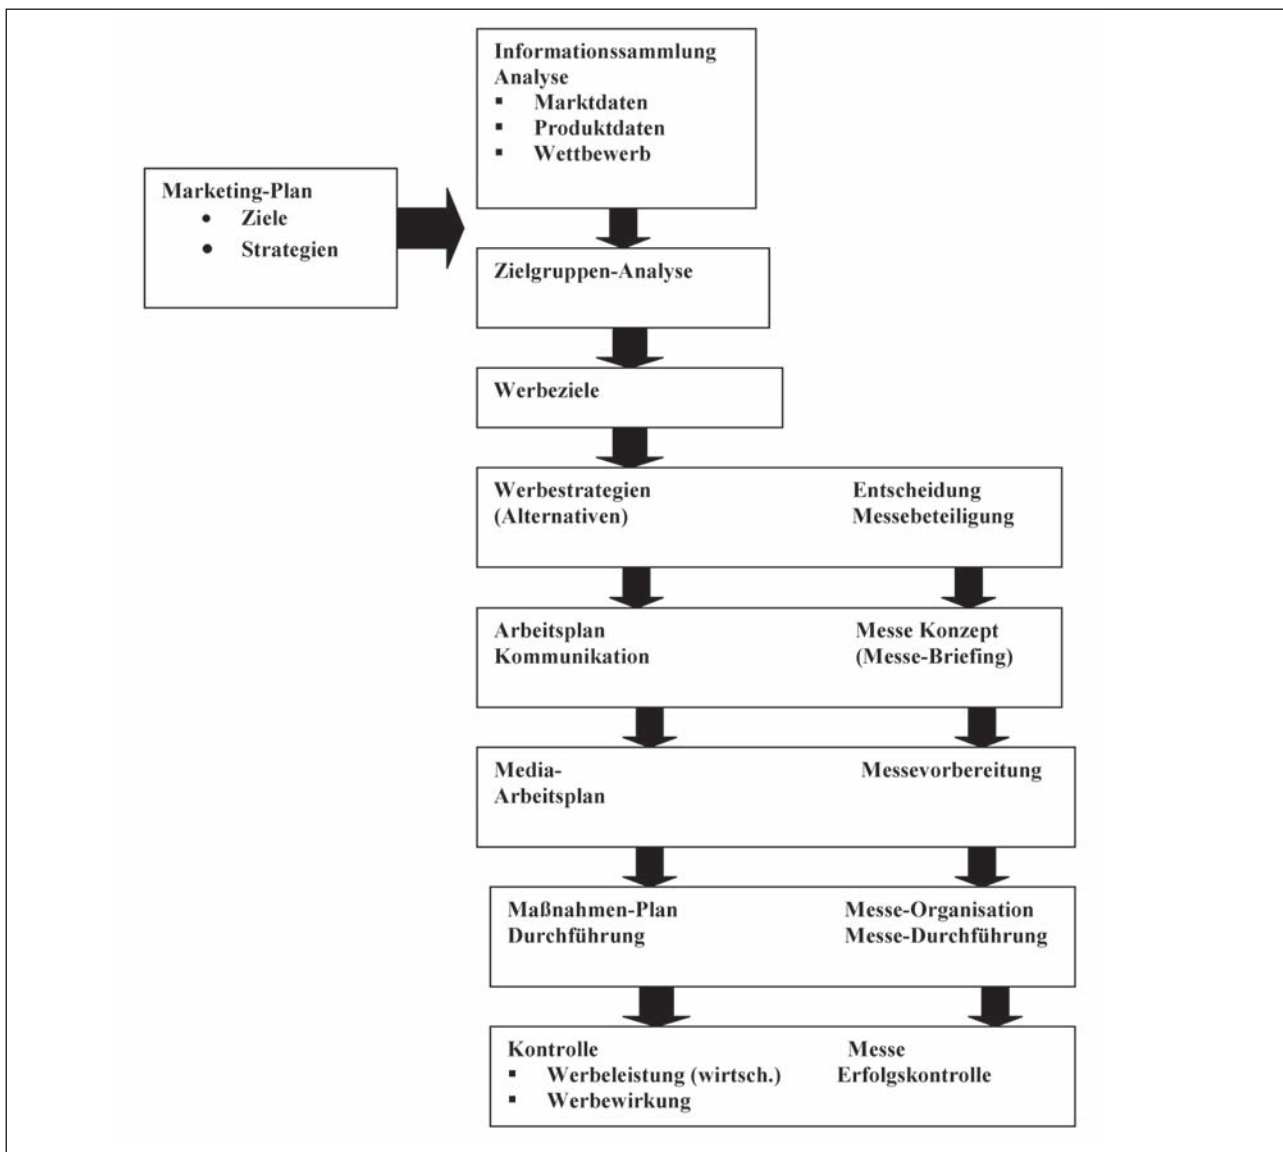 Informationssammlung
Analyse
▪ Marktdaten
▪ Produktdaten
▪ Wettbewerb
Marketing-Plan
• Ziele
• Strategien
Zielgruppen-Analyse
Werbeziele
Werbestrategien Entscheidung
(Alternativen) Messebeteiligung
Arbeitsplan Messe Konzept
Kommunikation (Messe-Briefing)
Media- Messevorbereitung
Arbeitsplan
Maßnahmen-Plan Messe-Organisation
Durchführung Messe-Durchführung
Kontrolle Messe
▪ Werbeleistung (wirtsch.) Erfolgskontrolle
▪ Werbewirkung